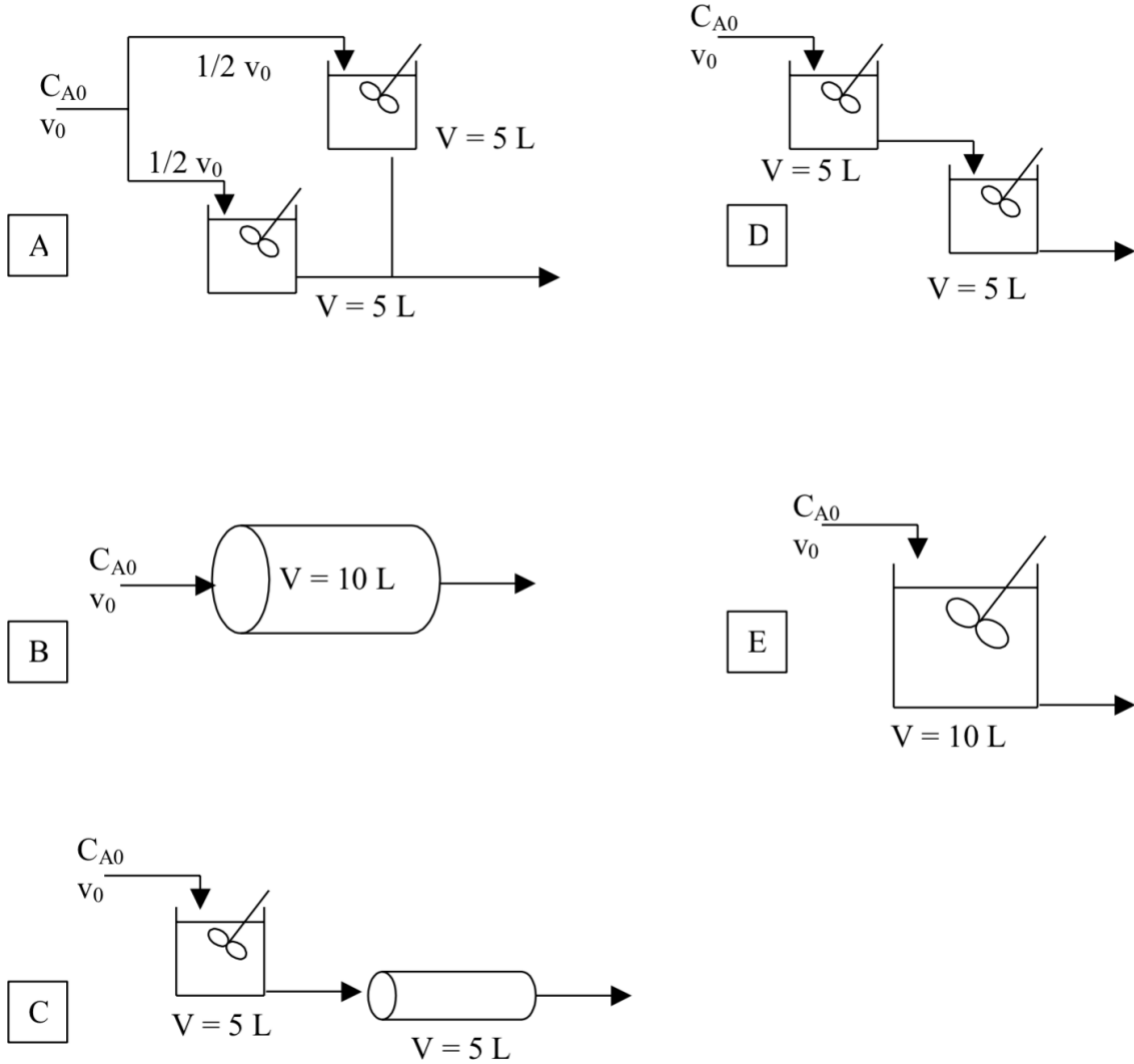 C_A0
v_0
1/2 v_0
V = 5 L
1/2 v_0
V = 5 L
A
C_A0
v_0
V = 5 L
V = 5 L
D
C_A0
v_0
V = 10 L
B
C_A0
v_0
V = 10 L
E
C_A0
v_0
V = 5 L
V = 5 L
C